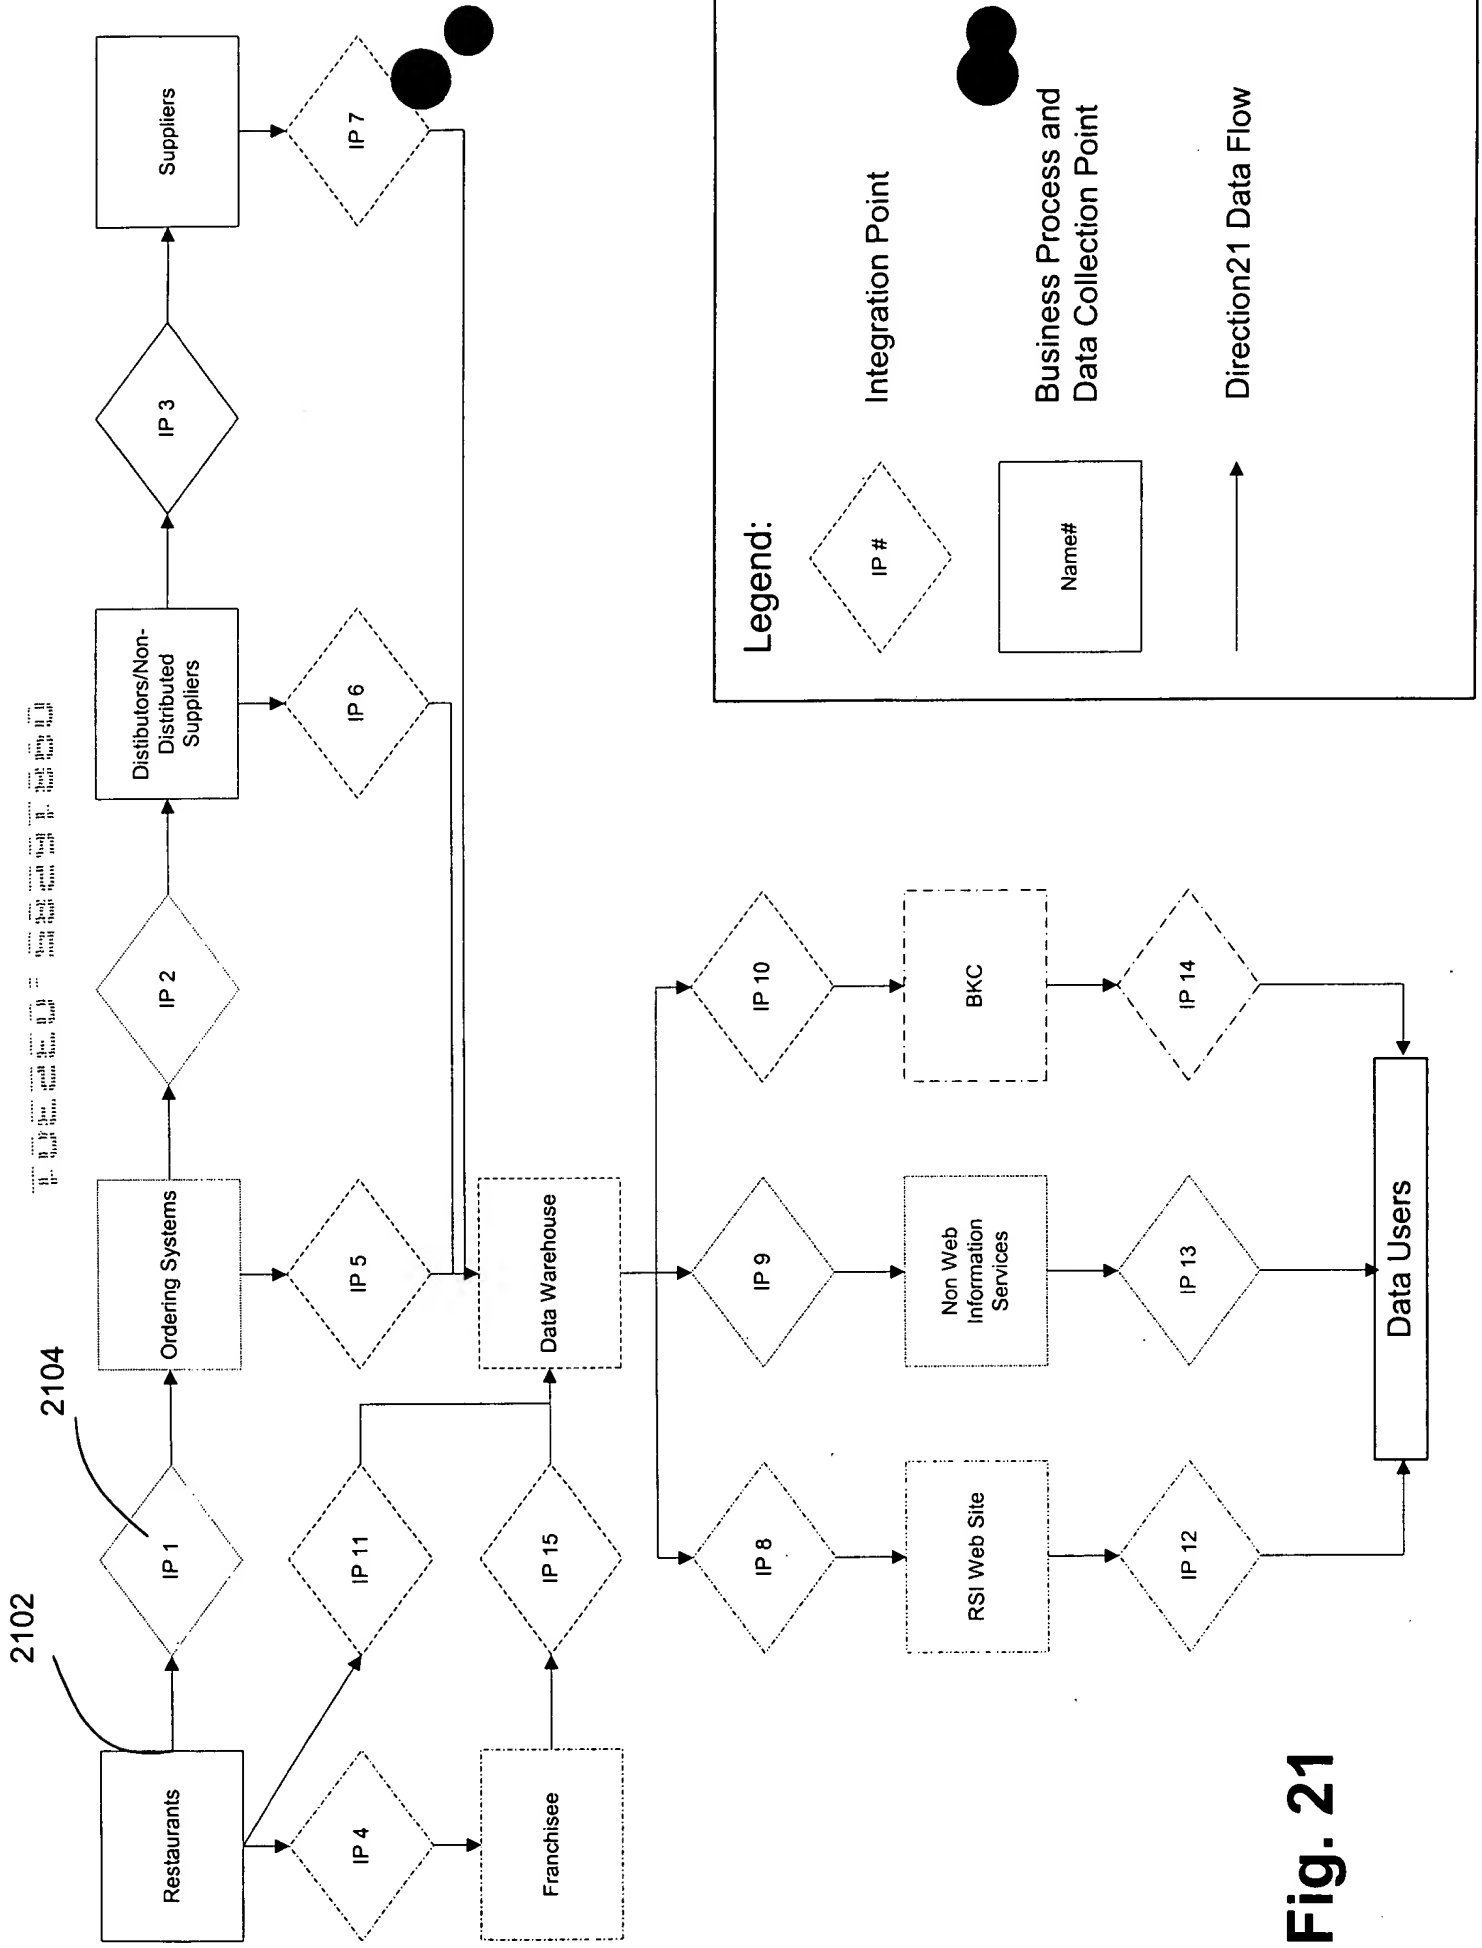 2102
2104
Restaurants
IP 1
Ordering Systems
IP 2
Distibutors/Non-
Distributed
Suppliers
IP 3
Suppliers
IP 4
IP 11
IP 5
IP 6
IP 7
Franchisee
IP 15
Data Warehouse
IP 8
IP 9
IP 10
RSI Web Site
Non Web
Information
Services
BKC
IP 12
IP 13
IP 14
Data Users
Legend:
IP #
Integration Point
Name#
Business Process and
Data Collection Point
Direction21 Data Flow
Fig. 21